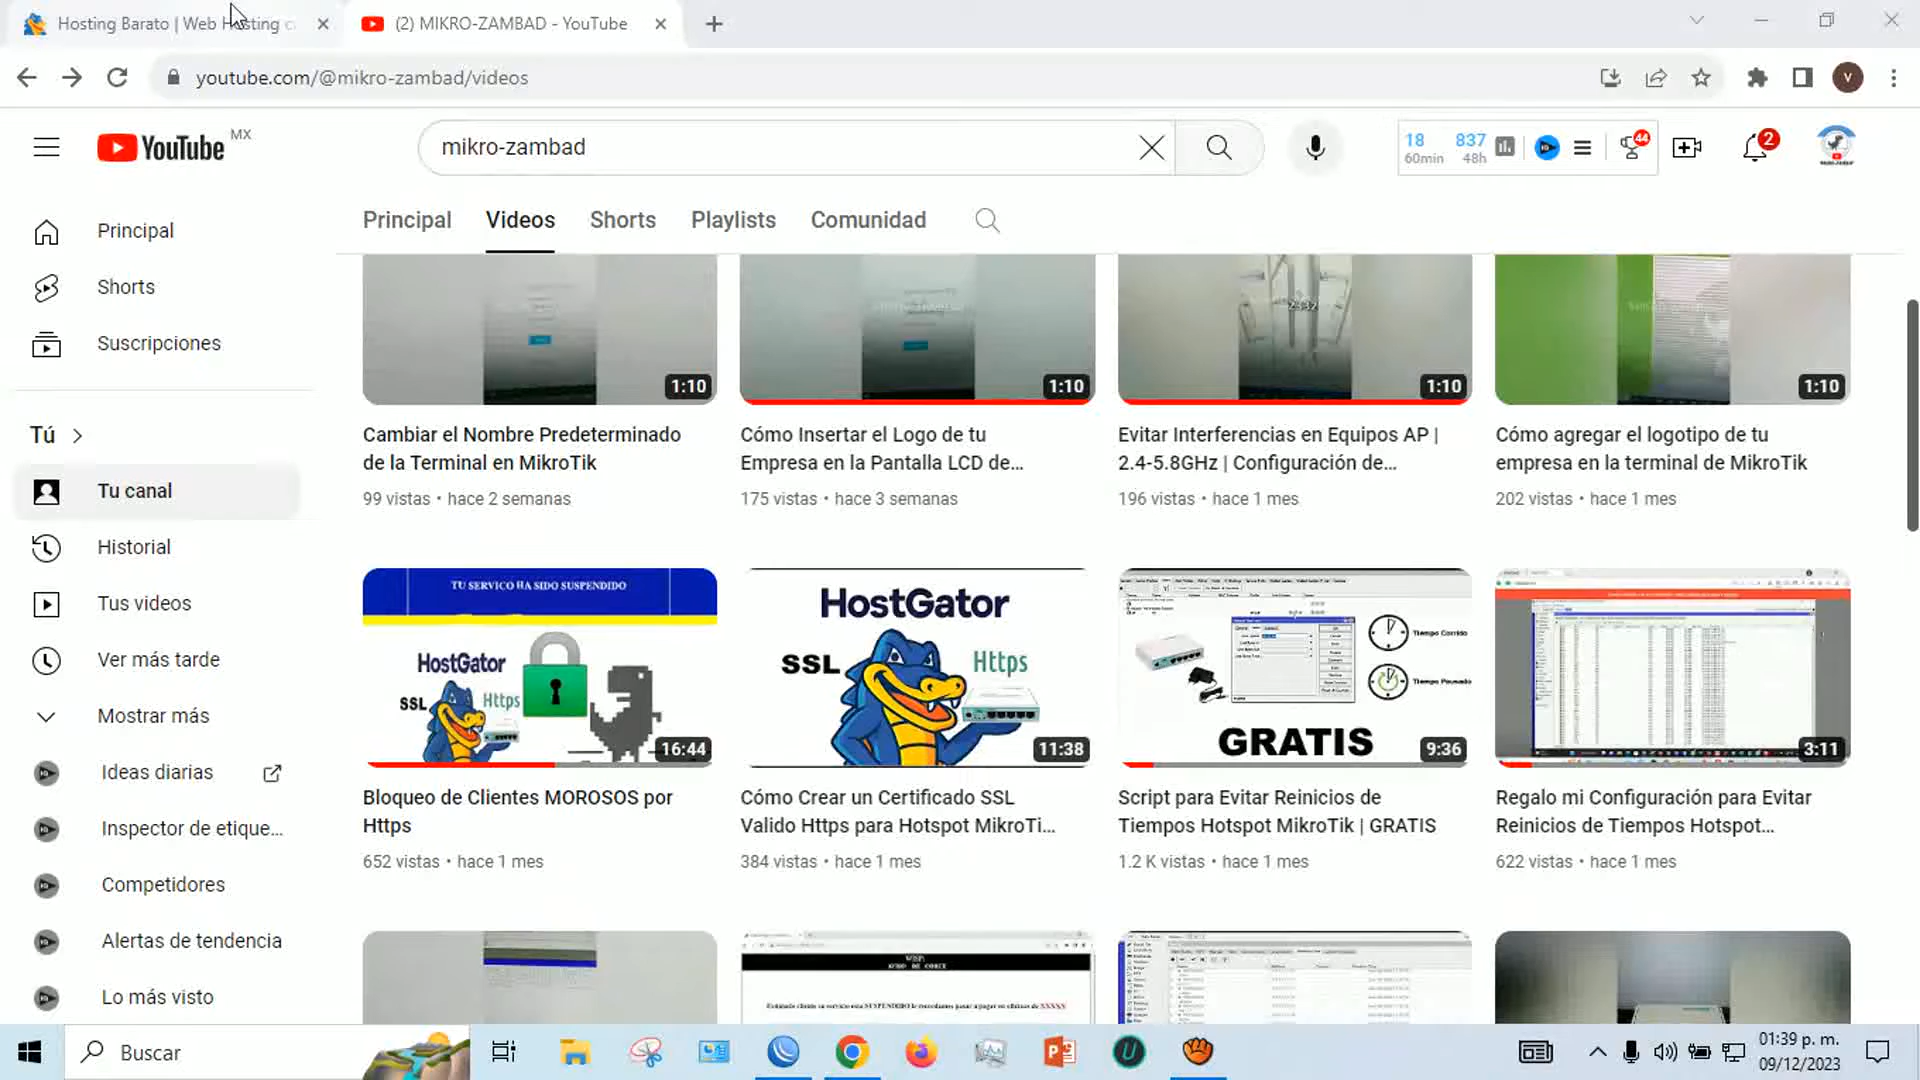 Hosting Barato | Web Hosting c
(2) MIKRO-ZAMBAD - YouTube
youtube.com/@mikro-zambad/videos
V
YouTube MX
mikro-zambad
18
60min
837
48h
44
2
Principal
Videos
Shorts
Playlists
Comunidad
Principal
Shorts
Suscripciones
Tú
Tu canal
Historial
Tus videos
Ver más tarde
Mostrar más
Ideas diarias
Inspector de etique...
Competidores
Alertas de tendencia
Lo más visto
1:10
Cambiar el Nombre Predeterminado
de la Terminal en MikroTik
99 vistas • hace 2 semanas
1:10
Cómo Insertar el Logo de tu
Empresa en la Pantalla LCD de...
175 vistas • hace 3 semanas
1:10
Evitar Interferencias en Equipos AP |
2.4-5.8GHz | Configuración de...
196 vistas • hace 1 mes
1:10
Cómo agregar el logotipo de tu
empresa en la terminal de MikroTik
202 vistas • hace 1 mes
TU SERVICO HA SIDO SUSPENDIDO
HostGator
SSL
Https
16:44
Bloqueo de Clientes MOROSOS por
Https
652 vistas • hace 1 mes
HostGator
SSL
Https
11:38
Cómo Crear un Certificado SSL
Valido Https para Hotspot MikroTi...
384 vistas • hace 1 mes
Tiempo Corrido
Tiempo Pausado
GRATIS
9:36
Script para Evitar Reinicios de
Tiempos Hotspot MikroTik | GRATIS
1.2 K vistas • hace 1 mes
3:11
Regalo mi Configuración para Evitar
Reinicios de Tiempos Hotspot...
622 vistas • hace 1 mes
Buscar
01:39 p. m.
09/12/2023